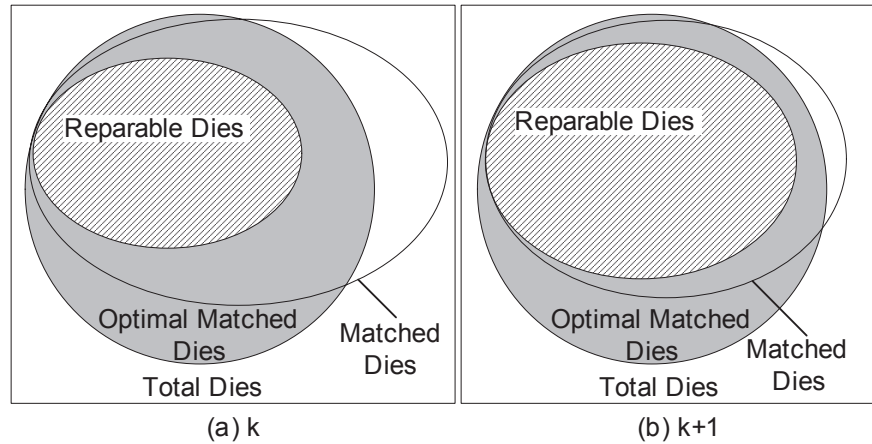 Reparable Dies
Optimal Matched
Dies
Matched
Dies
Total Dies
(a) k
Reparable Dies
Optimal Matched
Dies
Matched
Dies
Total Dies
(b) k+1